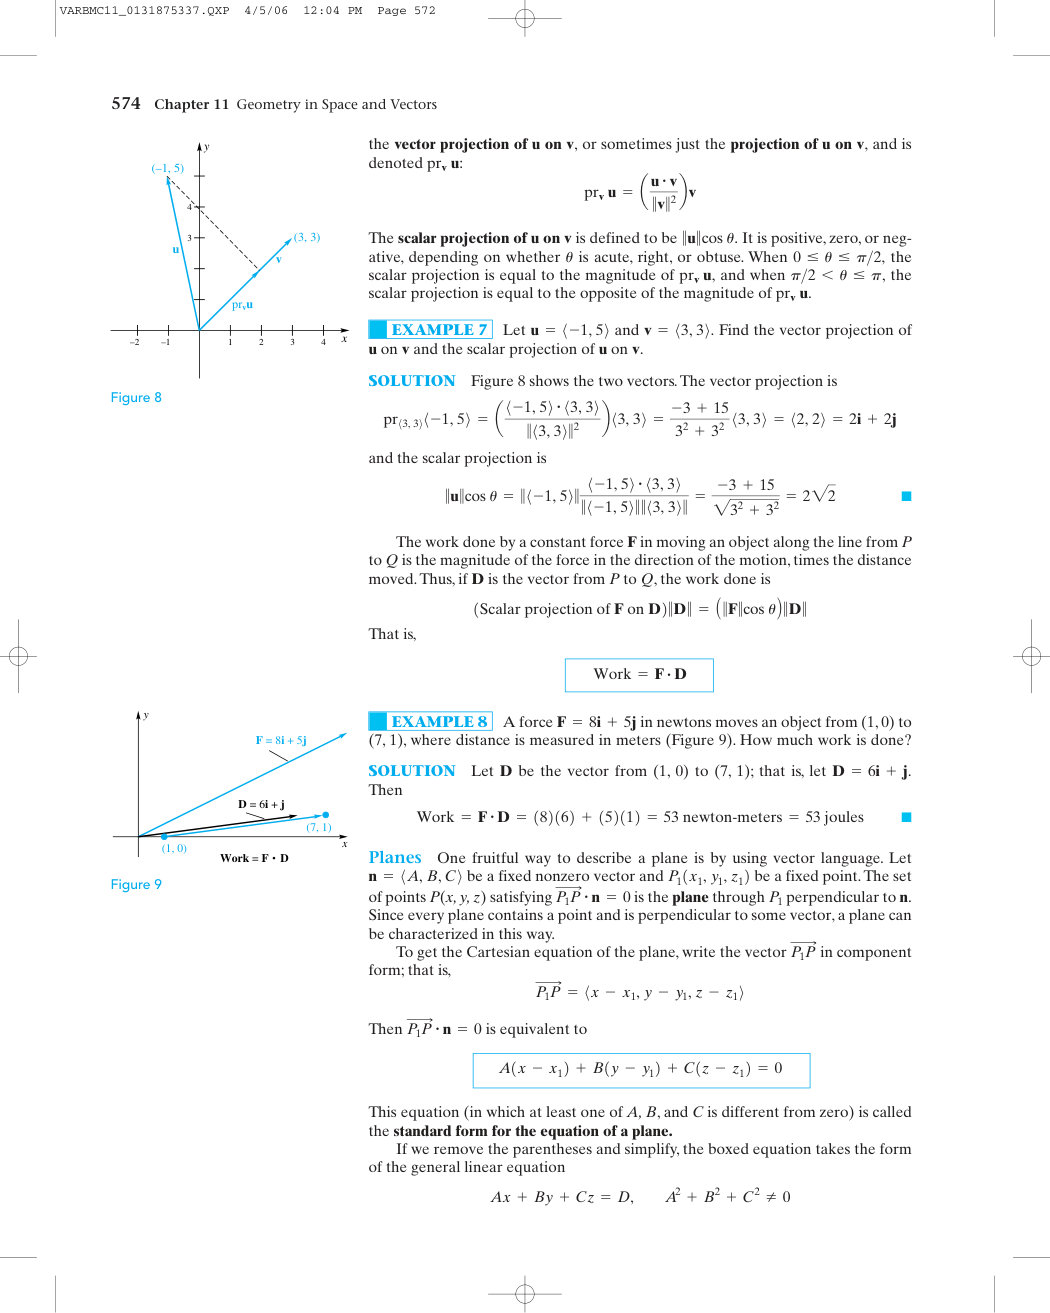 VARBMC11_0131875337.QXP 4/5/06 12:04 PM Page 572
574 Chapter 11 Geometry in Space and Vectors
the vector projection of u on v, or sometimes just the projection of u on v, and is
denoted prᵥ u:
prᵥ u = (u · v / ‖v‖²) v
The scalar projection of u on v is defined to be ‖u‖cos θ. It is positive, zero, or neg-
ative, depending on whether θ is acute, right, or obtuse. When 0 ≤ θ ≤ π/2, the
scalar projection is equal to the magnitude of prᵥ u, and when π/2 < θ ≤ π, the
scalar projection is equal to the opposite of the magnitude of prᵥ u.
y
(–1, 5)
4
3
(3, 3)
u
v
prᵥu
–2 –1 1 2 3 4 x
Figure 8
EXAMPLE 7 Let u = ⟨−1, 5⟩ and v = ⟨3, 3⟩. Find the vector projection of
u on v and the scalar projection of u on v.
SOLUTION Figure 8 shows the two vectors. The vector projection is
pr⟨3, 3⟩⟨−1, 5⟩ = (⟨−1, 5⟩ · ⟨3, 3⟩ / ‖⟨3, 3⟩‖²)⟨3, 3⟩ = (−3 + 15)/(3² + 3²) ⟨3, 3⟩ = ⟨2, 2⟩ = 2i + 2j
and the scalar projection is
‖u‖cos θ = ‖⟨−1, 5⟩‖ (⟨−1, 5⟩ · ⟨3, 3⟩)/(‖⟨−1, 5⟩‖‖⟨3, 3⟩‖) = (−3 + 15)/√(3² + 3²) = 2√2
The work done by a constant force F in moving an object along the line from P
to Q is the magnitude of the force in the direction of the motion, times the distance
moved. Thus, if D is the vector from P to Q, the work done is
(Scalar projection of F on D)‖D‖ = (‖F‖cos θ)‖D‖
That is,
Work = F · D
EXAMPLE 8 A force F = 8i + 5j in newtons moves an object from (1, 0) to
(7, 1), where distance is measured in meters (Figure 9). How much work is done?
SOLUTION Let D be the vector from (1, 0) to (7, 1); that is, let D = 6i + j.
Then
Work = F · D = (8)(6) + (5)(1) = 53 newton-meters = 53 joules
y
F = 8i + 5j
D = 6i + j
(7, 1)
x
(1, 0)
Work = F · D
Figure 9
Planes One fruitful way to describe a plane is by using vector language. Let
n = ⟨A, B, C⟩ be a fixed nonzero vector and P₁(x₁, y₁, z₁) be a fixed point. The set
of points P(x, y, z) satisfying P₁P⃗ · n = 0 is the plane through P₁ perpendicular to n.
Since every plane contains a point and is perpendicular to some vector, a plane can
be characterized in this way.
To get the Cartesian equation of the plane, write the vector P₁P⃗ in component
form; that is,
P₁P⃗ = ⟨x − x₁, y − y₁, z − z₁⟩
Then P₁P⃗ · n = 0 is equivalent to
A(x − x₁) + B(y − y₁) + C(z − z₁) = 0
This equation (in which at least one of A, B, and C is different from zero) is called
the standard form for the equation of a plane.
If we remove the parentheses and simplify, the boxed equation takes the form
of the general linear equation
Ax + By + Cz = D, A² + B² + C² ≠ 0